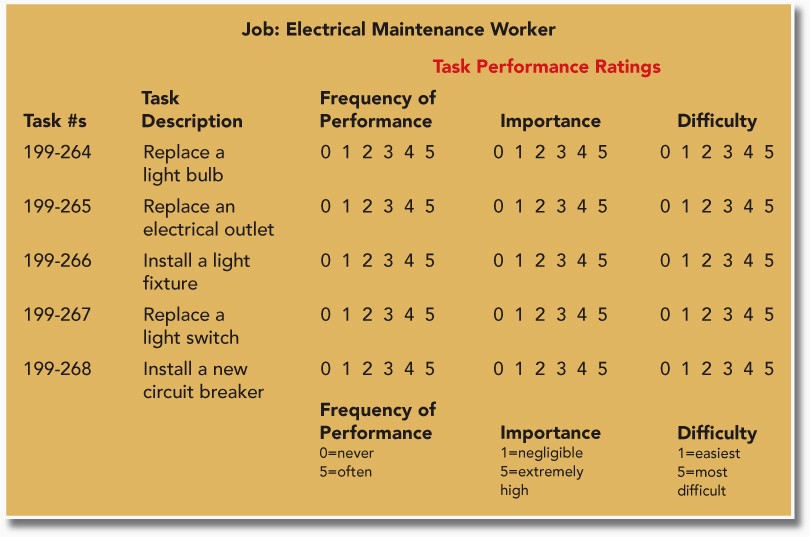 Job: Electrical Maintenance Worker
Task Performance Ratings
Task #s Task Description Frequency of Performance Importance Difficulty
199-264 Replace a light bulb 0 1 2 3 4 5 0 1 2 3 4 5 0 1 2 3 4 5
199-265 Replace an electrical outlet 0 1 2 3 4 5 0 1 2 3 4 5 0 1 2 3 4 5
199-266 Install a light fixture 0 1 2 3 4 5 0 1 2 3 4 5 0 1 2 3 4 5
199-267 Replace a light switch 0 1 2 3 4 5 0 1 2 3 4 5 0 1 2 3 4 5
199-268 Install a new circuit breaker 0 1 2 3 4 5 0 1 2 3 4 5 0 1 2 3 4 5
Frequency of
Performance
0=never
5=often
Importance
1=negligible
5=extremely
high
Difficulty
1=easiest
5=most
difficult